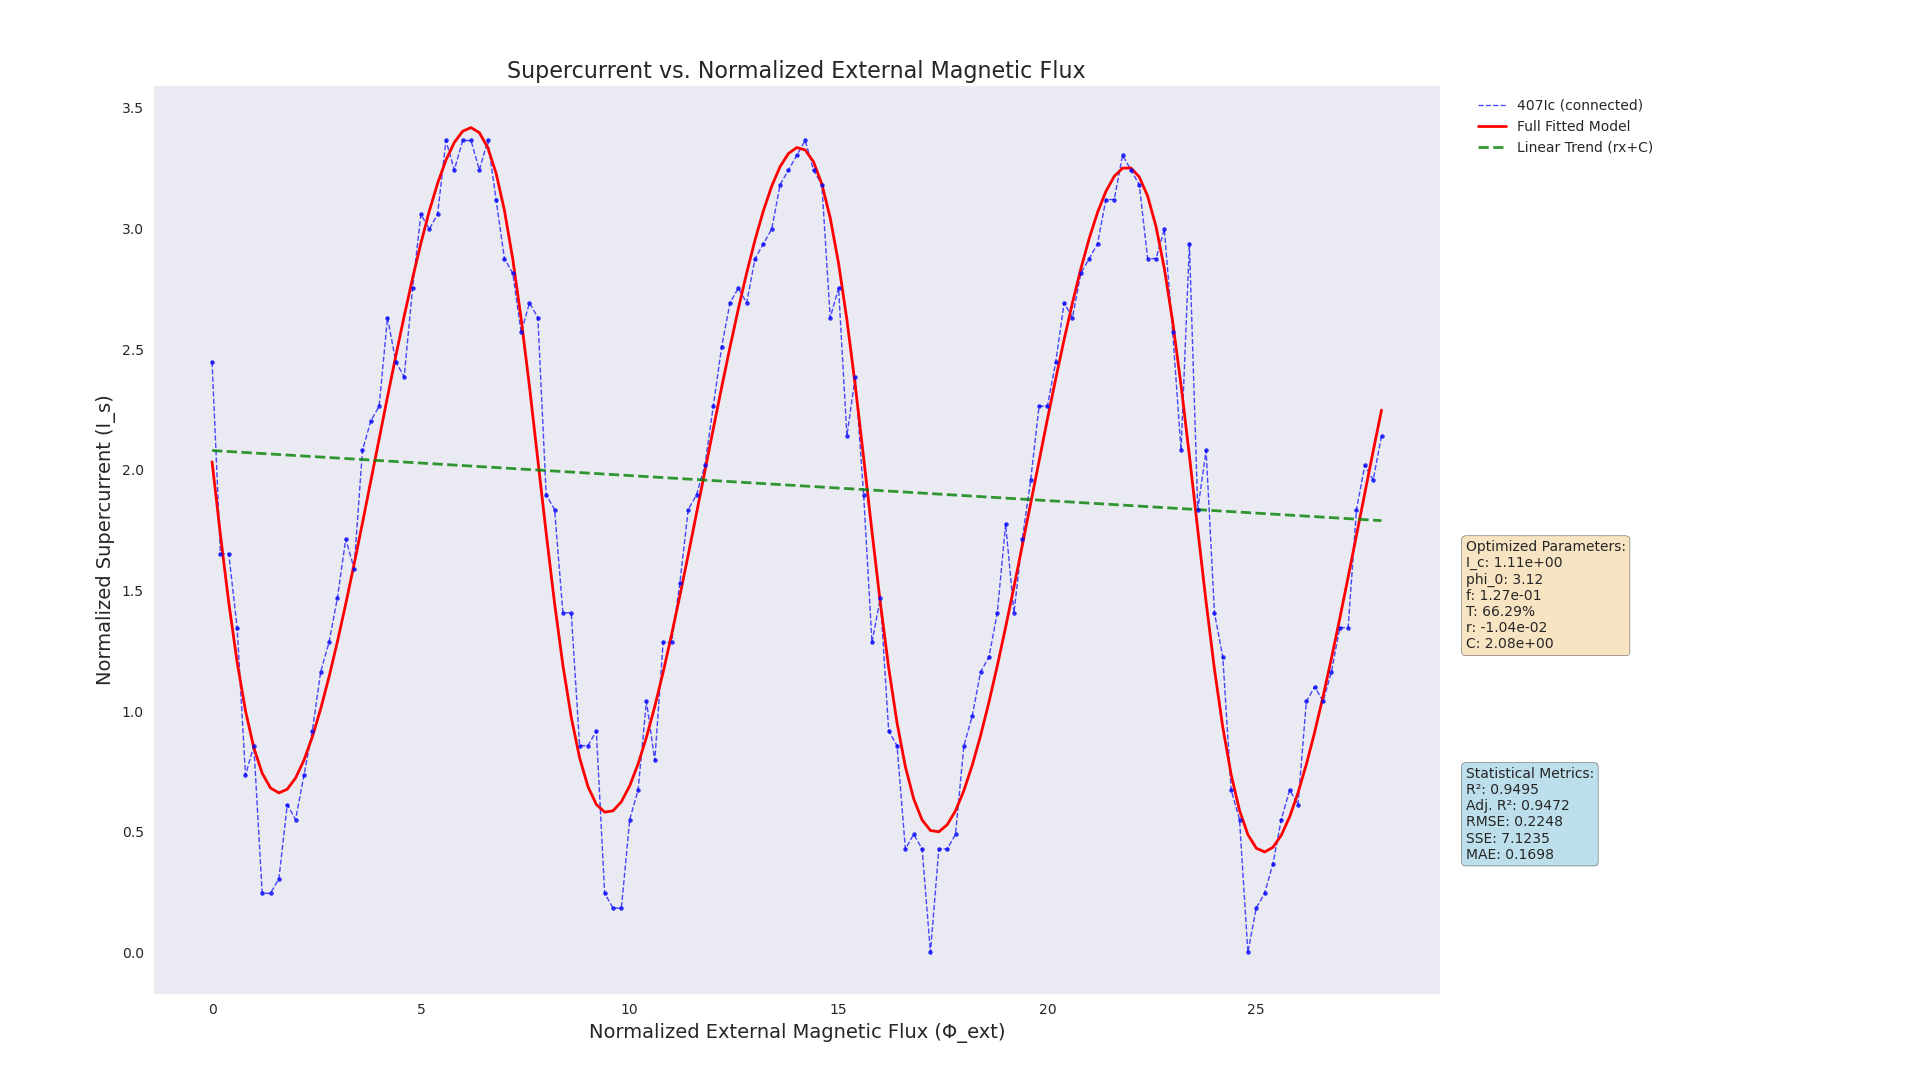 Supercurrent vs. Normalized External Magnetic Flux
3.5
3.0
2.5
2.0
1.5
1.0
0.5
0.0
Normalized Supercurrent (I_s)
0 5 10 15 20 25
Normalized External Magnetic Flux (Φ_ext)
407Ic (connected)
Full Fitted Model
Linear Trend (rx+C)
Optimized Parameters:
I_c: 1.11e+00
phi_0: 3.12
f: 1.27e-01
T: 66.29%
r: -1.04e-02
C: 2.08e+00
Statistical Metrics:
R²: 0.9495
Adj. R²: 0.9472
RMSE: 0.2248
SSE: 7.1235
MAE: 0.1698